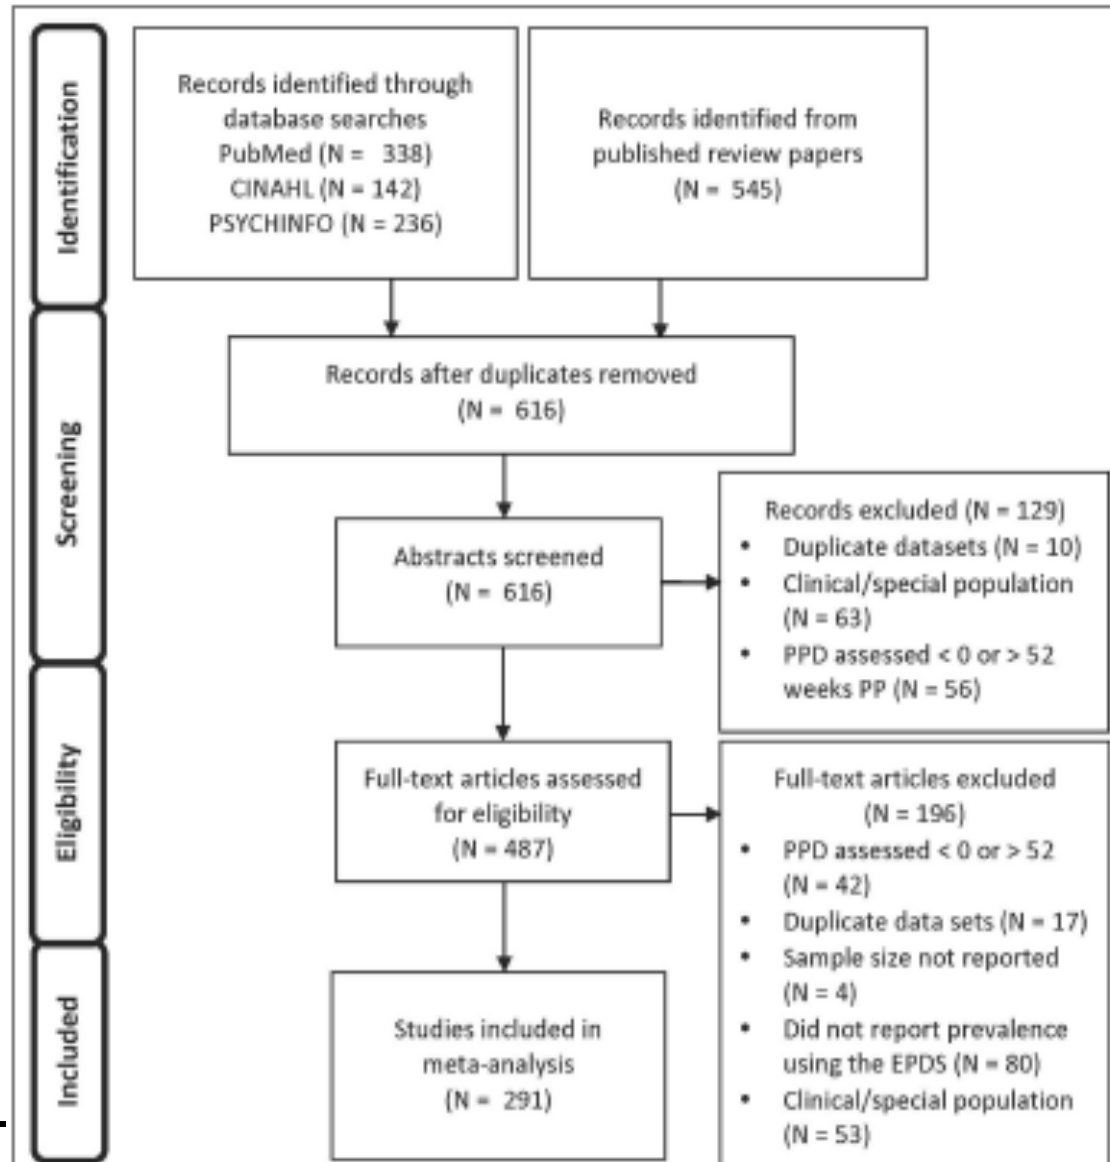 Identification
Records identified through
database searches
PubMed (N = 338)
CINAHL (N = 142)
PSYCHINFO (N = 236)
Records identified from
published review papers
(N = 545)
Screening
Records after duplicates removed
(N = 616)
Abstracts screened
(N = 616)
Records excluded (N = 129)
• Duplicate datasets (N = 10)
• Clinical/special population
(N = 63)
• PPD assessed < 0 or > 52
weeks PP (N = 56)
Eligibility
Full-text articles assessed
for eligibility
(N = 487)
Full-text articles excluded
(N = 196)
• PPD assessed < 0 or > 52
(N = 42)
• Duplicate data sets (N = 17)
• Sample size not reported
(N = 4)
• Did not report prevalence
using the EPDS (N = 80)
• Clinical/special population
(N = 53)
Included
Studies included in
meta-analysis
(N = 291)